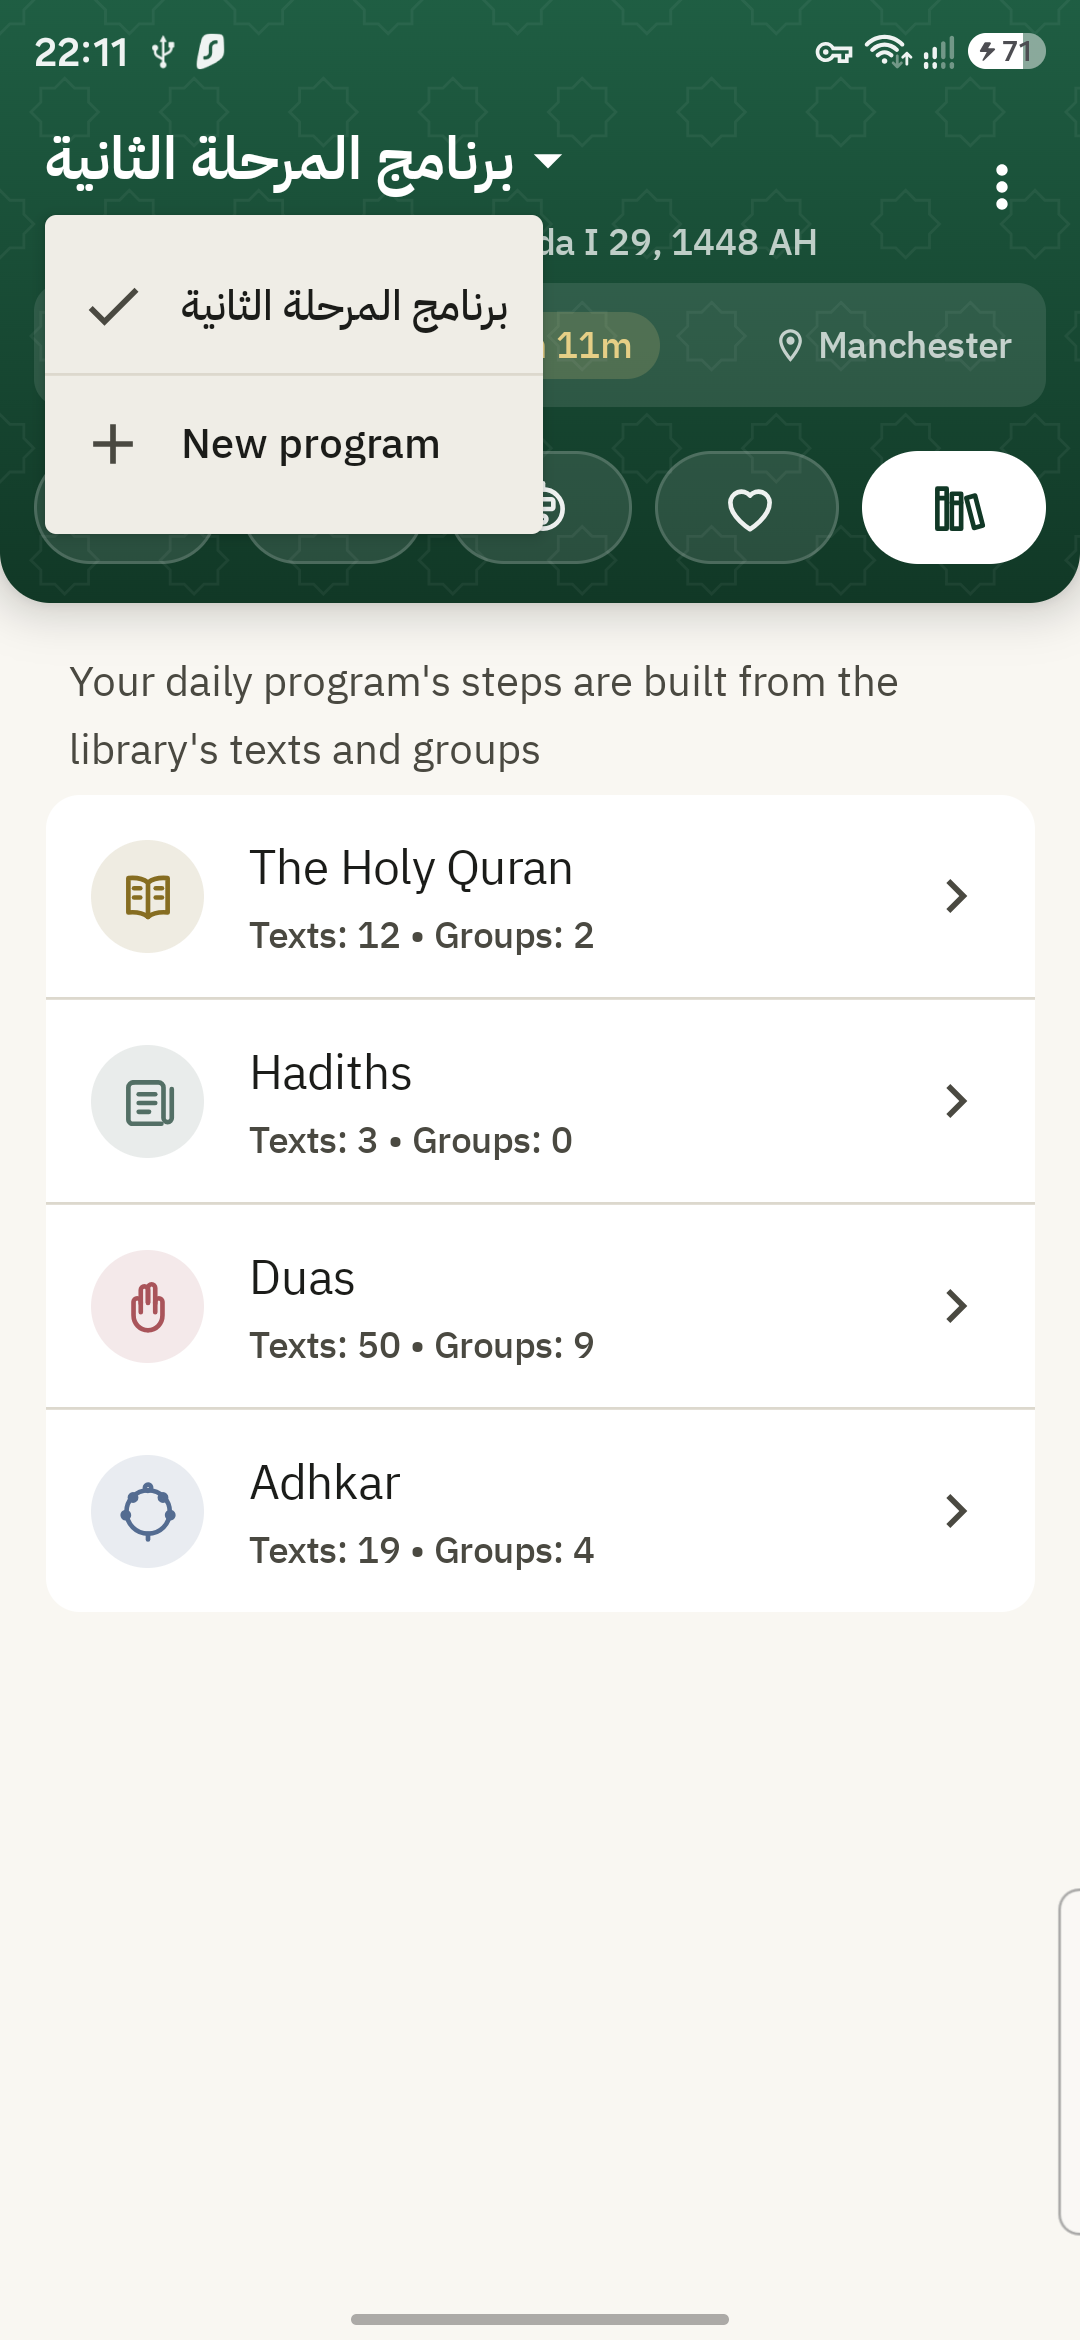 22:11
71
برنامج المرحلة الثانية
I 29, 1448 AH
برنامج المرحلة الثانية
11m
Manchester
New program
Your daily program's steps are built from the
library's texts and groups
The Holy Quran
Texts: 12 • Groups: 2
Hadiths
Texts: 3 • Groups: 0
Duas
Texts: 50 • Groups: 9
Adhkar
Texts: 19 • Groups: 4